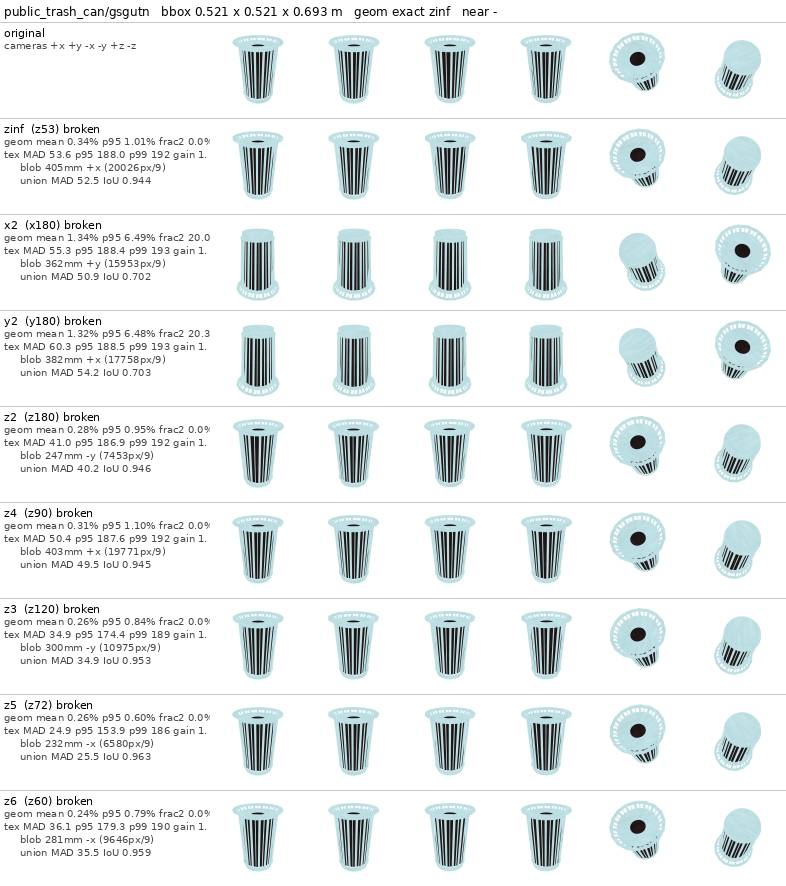 public_trash_can/gsgutn bbox 0.521 x 0.521 x 0.693 m geom exact zinf near -
original
cameras +x +y -x -y +z -z
zinf (z53) broken
geom mean 0.34% p95 1.01% frac2 0.0%
tex MAD 53.6 p95 188.0 p99 192 gain 1.
blob 405mm +x (20026px/9)
union MAD 52.5 IoU 0.944
x2 (x180) broken
geom mean 1.34% p95 6.49% frac2 20.0
tex MAD 55.3 p95 188.4 p99 193 gain 1.
blob 362mm +y (15953px/9)
union MAD 50.9 IoU 0.702
y2 (y180) broken
geom mean 1.32% p95 6.48% frac2 20.3
tex MAD 60.3 p95 188.5 p99 193 gain 1.
blob 382mm +x (17758px/9)
union MAD 54.2 IoU 0.703
z2 (z180) broken
geom mean 0.28% p95 0.95% frac2 0.0%
tex MAD 41.0 p95 186.9 p99 192 gain 1.
blob 247mm -y (7453px/9)
union MAD 40.2 IoU 0.946
z4 (z90) broken
geom mean 0.31% p95 1.10% frac2 0.0%
tex MAD 50.4 p95 187.6 p99 192 gain 1.
blob 403mm +x (19771px/9)
union MAD 49.5 IoU 0.945
z3 (z120) broken
geom mean 0.26% p95 0.84% frac2 0.0%
tex MAD 34.9 p95 174.4 p99 189 gain 1.
blob 300mm -y (10975px/9)
union MAD 34.9 IoU 0.953
z5 (z72) broken
geom mean 0.26% p95 0.60% frac2 0.0%
tex MAD 24.9 p95 153.9 p99 186 gain 1.
blob 232mm -x (6580px/9)
union MAD 25.5 IoU 0.963
z6 (z60) broken
geom mean 0.24% p95 0.79% frac2 0.0%
tex MAD 36.1 p95 179.3 p99 190 gain 1.
blob 281mm -x (9646px/9)
union MAD 35.5 IoU 0.959